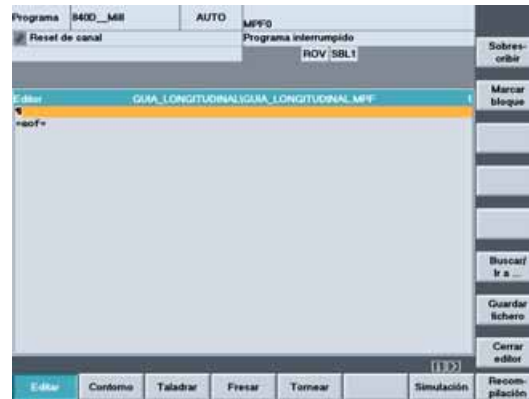 Programa 840D__Mill AUTO MPF0
Reset de canal Programa interrumpido
ROV SBL1
Editor GUIA_LONGITUDINAL\GUIA_LONGITUDINAL.MPF 1
¶
=eof=
Sobres-
cribir
Marcar
bloque
Buscar/
Ir a ...
Guardar
fichero
Cerrar
editor
Recom-
pilación
Editar Contorno Taladrar Fresar Tornear Simulación